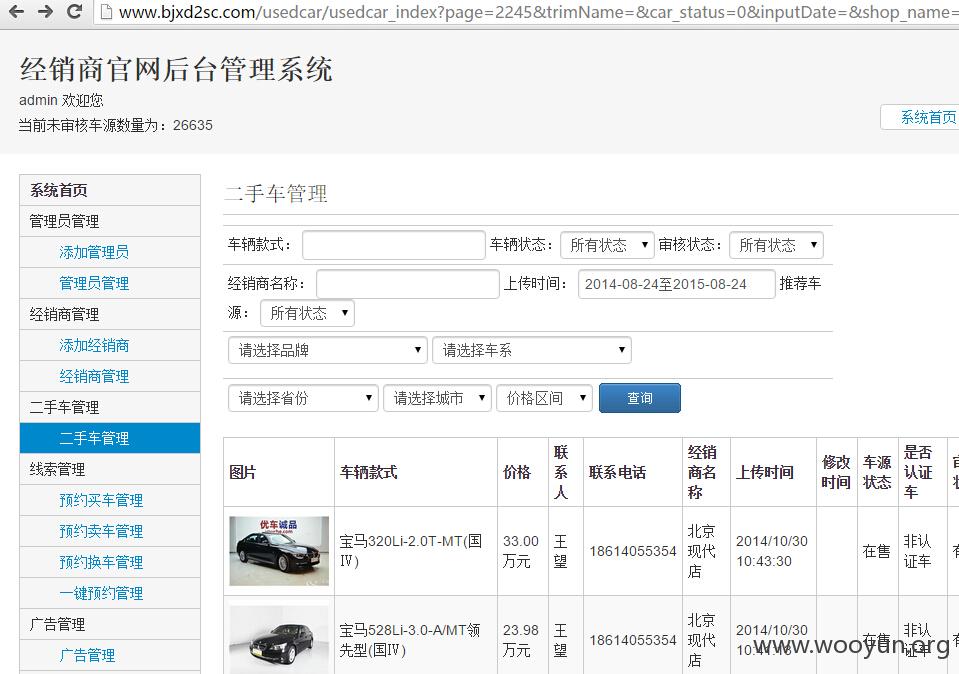 www.bjxd2sc.com/usedcar/usedcar_index?page=2245&trimName=&car_status=0&inputDate=&shop_name=
经销商官网后台管理系统
admin 欢迎您
当前未审核车源数量为：26635
系统首页
系统首页
管理员管理
添加管理员
管理员管理
经销商管理
添加经销商
经销商管理
二手车管理
二手车管理
线索管理
预约买车管理
预约卖车管理
预约换车管理
一键预约管理
广告管理
广告管理
二手车管理
车辆款式： 车辆状态： 所有状态 审核状态： 所有状态
经销商名称： 上传时间： 2014-08-24至2015-08-24 推荐车
源： 所有状态
请选择品牌 请选择车系
请选择省份 请选择城市 价格区间 查询
图片 车辆款式 价格 联系人 联系电话 经销商名称 上传时间 修改时间 车源状态 是否认证车
优车诚品
宝马320Li-2.0T-MT(国IV) 33.00万元 王望 18614055354 北京现代店 2014/10/30 10:43:30 在售 非认证车
宝马528Li-3.0-A/MT领先型(国IV) 23.98万元 王望 18614055354 北京现代店 2014/10/30 在售 非认证车
www.wooyun.org